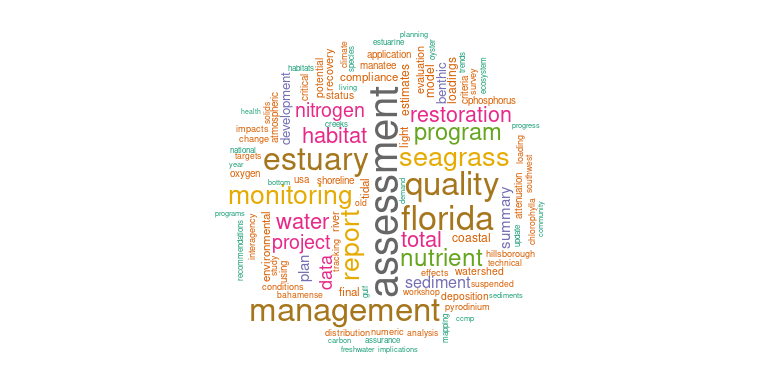 planning
estuarine
oyster
climate
species
recovery
application
evaluation
model
benthic
trends
ecosystem
habitats
potential
manatee
loadings
survey
criteria
critical
living
compliance
estimates
development
status
phosphorus
health
solids
atmospheric
nitrogen
restoration
creeks
light
program
progress
impacts
change
habitat
national
targets
estuary
assessment
seagrass
loading
southwest
year
oxygen
bottom
usa
shoreline
tidal
demand
quality
attenuation
monitoring
old
programs
water
report
river
florida
summary
update
chlorophylla
community
interagency
recommendations
environmental
project
tracking
total
coastal
study
using
plan
data
nutrient
hillsborough
technical
effects
watershed
conditions
bahamense
final
gulf
sediment
suspended
workshop
deposition
sediments
management
pyrodinium
mapping
ccmp
distribution
numeric
analysis
carbon
assurance
freshwater
implications